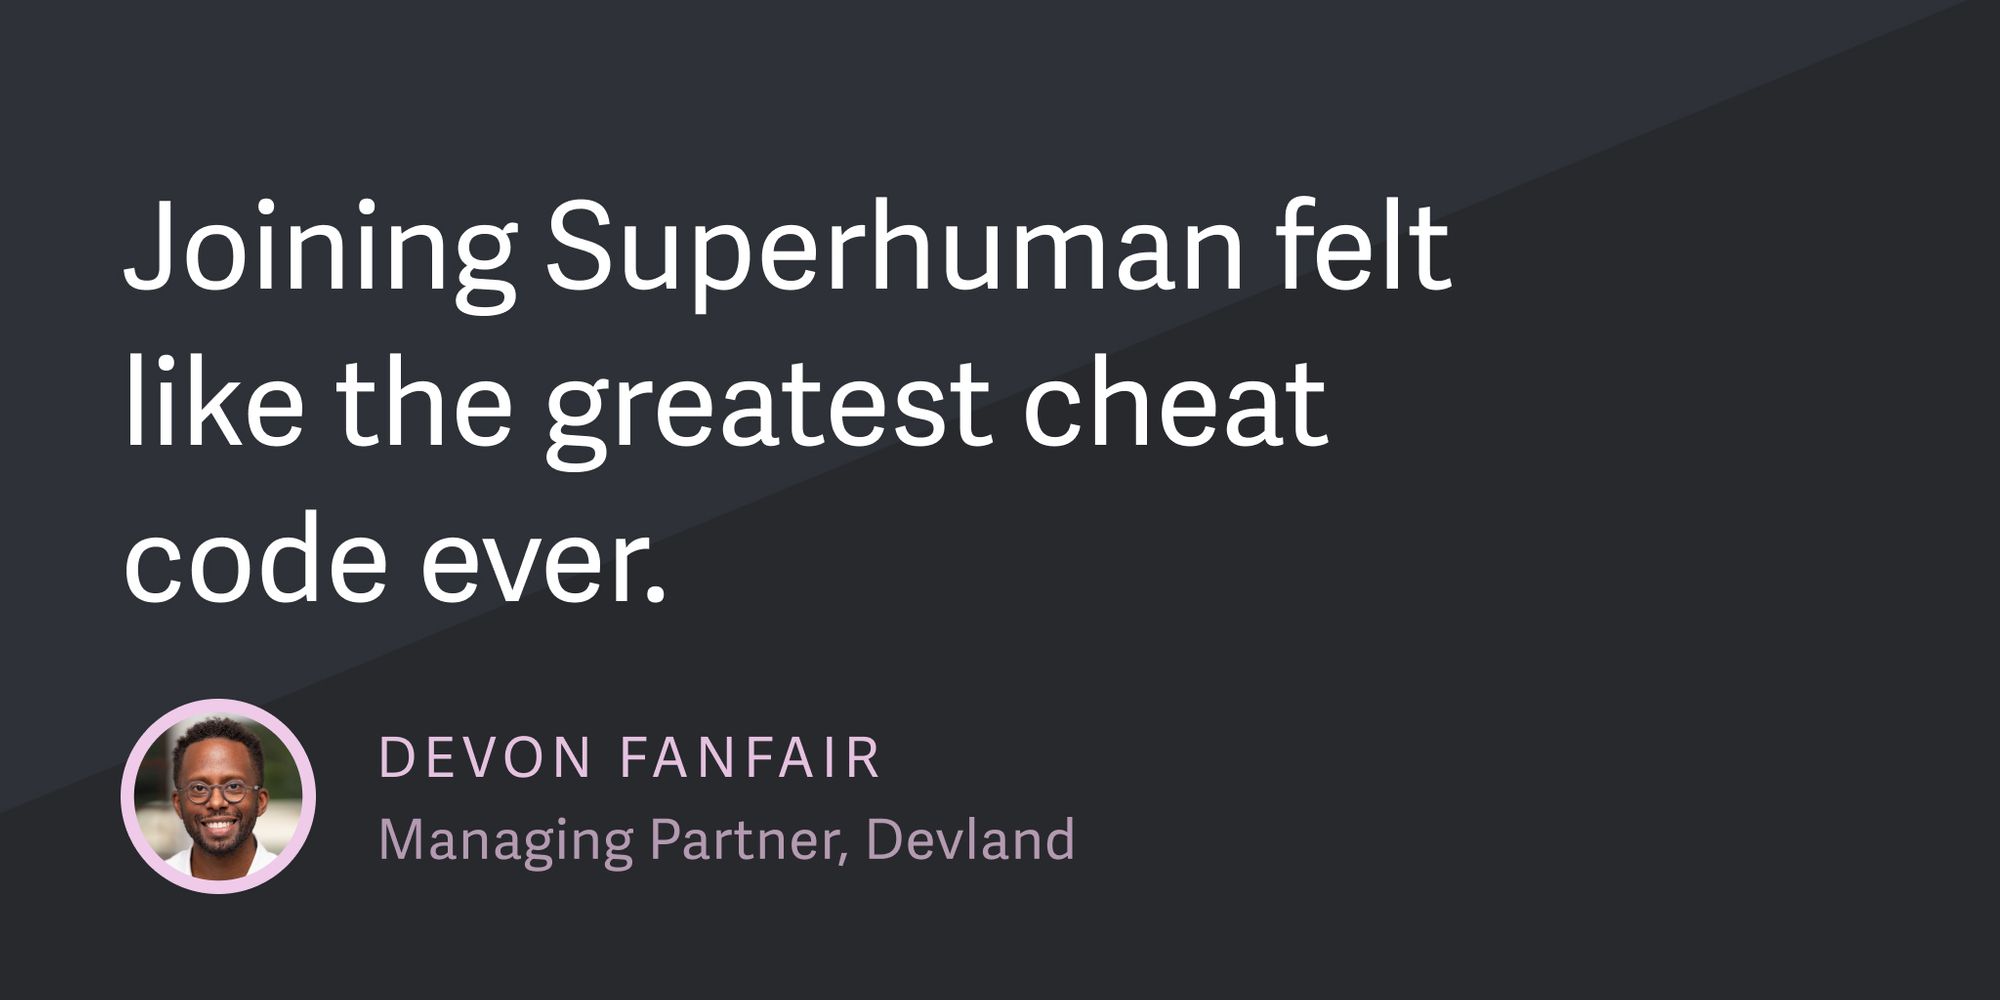 Joining Superhuman felt
like the greatest cheat
code ever.
DEVON FANFAIR
Managing Partner, Devland